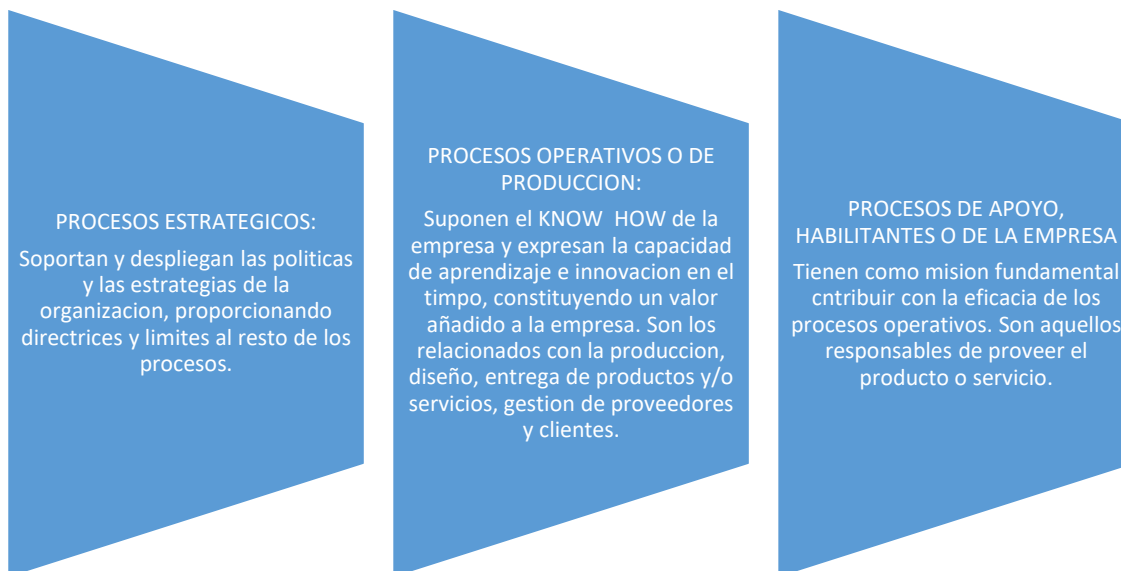 PROCESOS ESTRATEGICOS:
Soportan y despliegan las politicas
y las estrategias de la
organizacion, proporcionando
directrices y limites al resto de los
procesos.
PROCESOS OPERATIVOS O DE
PRODUCCION:
Suponen el KNOW  HOW de la
empresa y expresan la capacidad
de aprendizaje e innovacion en el
timpo, constituyendo un valor
añadido a la empresa. Son los
relacionados con la produccion,
diseño, entrega de productos y/o
servicios, gestion de proveedores
y clientes.
PROCESOS DE APOYO,
HABILITANTES O DE LA EMPRESA
Tienen como mision fundamental
cntribuir con la eficacia de los
procesos operativos. Son aquellos
responsables de proveer el
producto o servicio.